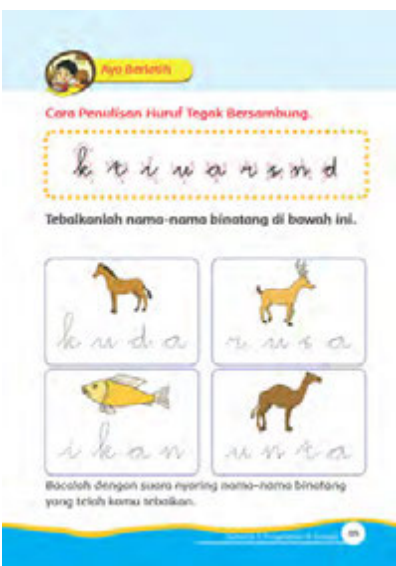 Ayo Berlatih
Cara Penulisan Huruf Tegak Bersambung.
k t i u a r s n d
Tebalkanlah nama-nama binatang di bawah ini.
k u d a
r u s a
i k a n
u n t a
Bacalah dengan suara nyaring nama-nama binatang
yang telah kamu tebalkan.